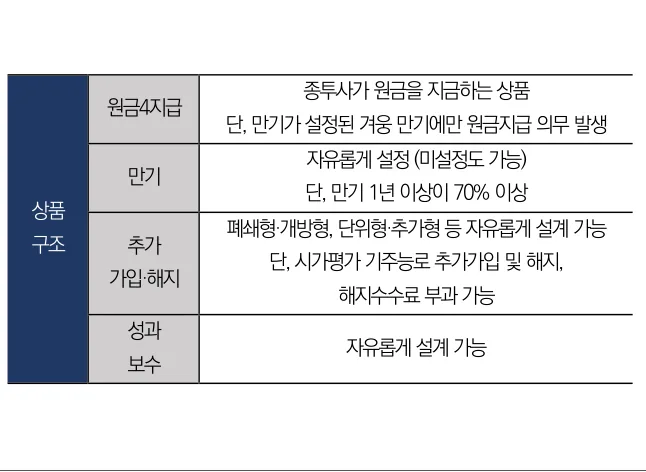 상품
구조
원금4지급
종투사가 원금을 지금하는 상품
단, 만기가 설정된 겨웅 만기에만 원금지급 의무 발생
만기
자유롭게 설정 (미설정도 가능)
단, 만기 1년 이상이 70% 이상
추가
가입·해지
폐쇄형·개방형, 단위형·추가형 등 자유롭게 설계 가능
단, 시가평가 기주능로 추가가입 및 해지,
해지수수료 부과 가능
성과
보수
자유롭게 설계 가능